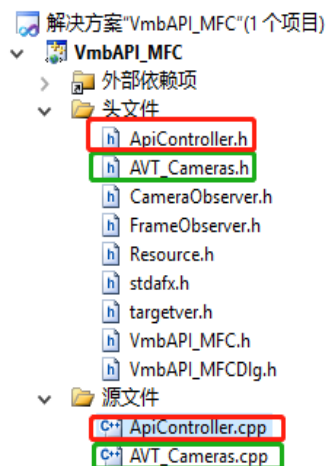 解决方案"VmbAPI_MFC"(1 个项目)
VmbAPI_MFC
外部依赖项
头文件
ApiController.h
AVT_Cameras.h
CameraObserver.h
FrameObserver.h
Resource.h
stdafx.h
targetver.h
VmbAPI_MFC.h
VmbAPI_MFCDlg.h
源文件
ApiController.cpp
AVT_Cameras.cpp